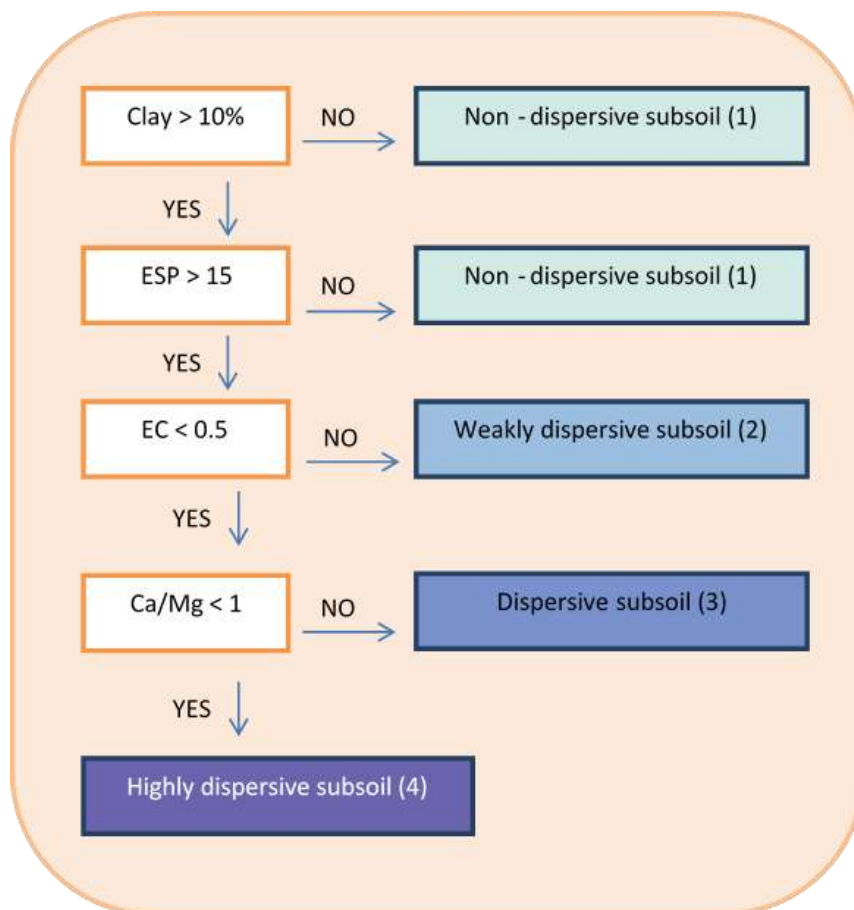 Clay > 10%
NO
Non - dispersive subsoil (1)
YES
ESP > 15
NO
Non - dispersive subsoil (1)
YES
EC < 0.5
NO
Weakly dispersive subsoil (2)
YES
Ca/Mg < 1
NO
Dispersive subsoil (3)
YES
Highly dispersive subsoil (4)